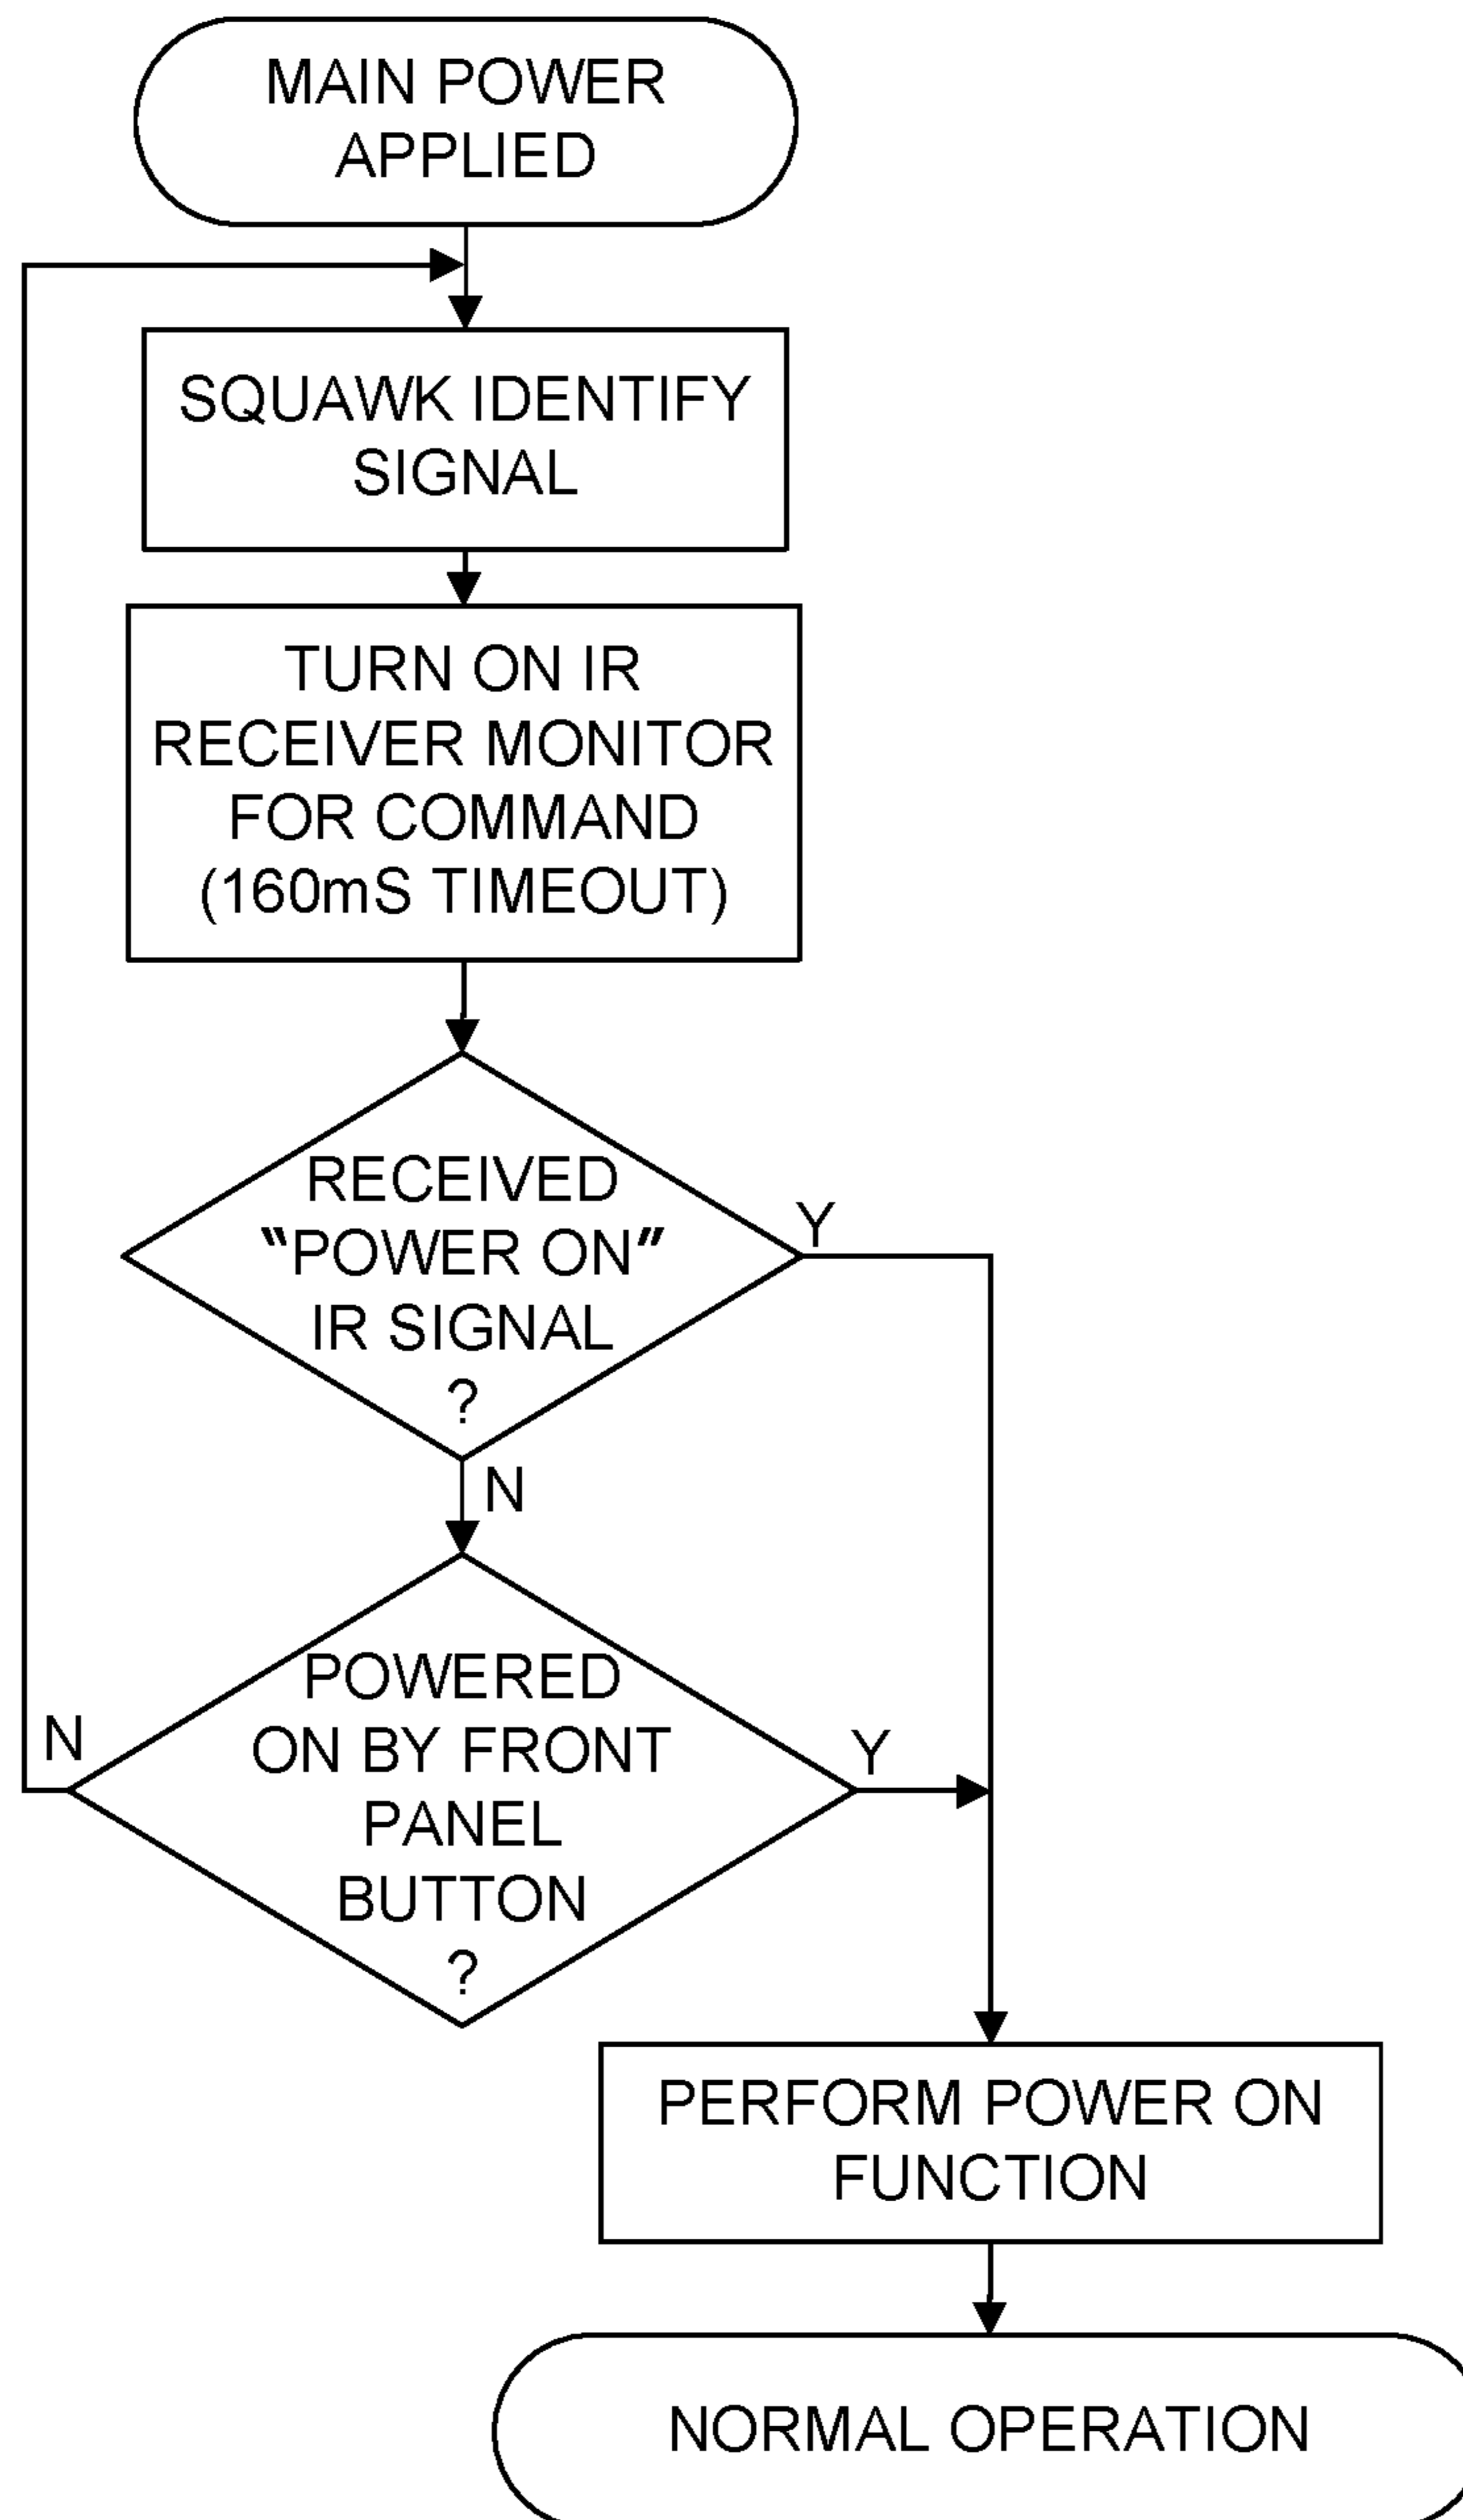 MAIN POWER
APPLIED
SQUAWK IDENTIFY
SIGNAL
TURN ON IR
RECEIVER MONITOR
FOR COMMAND
(160mS TIMEOUT)
RECEIVED
Y
‟POWER ON”
IR SIGNAL
?
N
POWERED
N
ON BY FRONT
Y
PANEL
BUTTON
?
PERFORM POWER ON
FUNCTION
NORMAL OPERATION